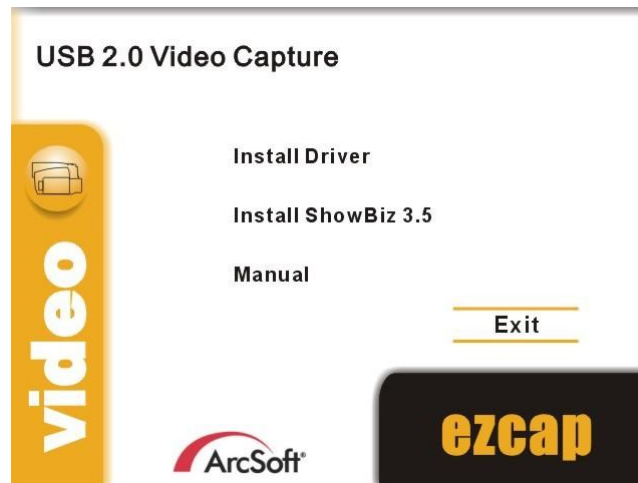 USB 2.0 Video Capture
Install Driver
Install ShowBiz 3.5
Manual
Exit
video
ArcSoft®
ezcap